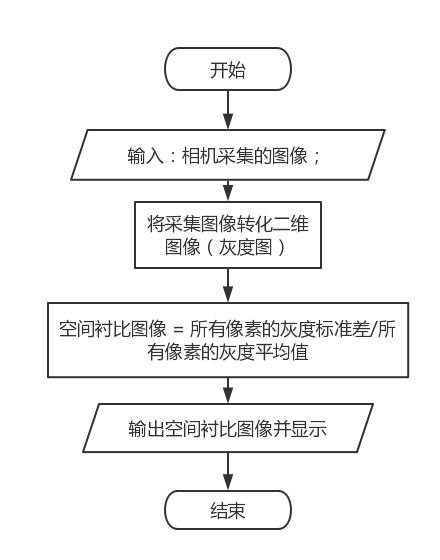 开始
输入：相机采集的图像；
将采集图像转化二维
图像（灰度图）
空间衬比图像 = 所有像素的灰度标准差/所
有像素的灰度平均值
输出空间衬比图像并显示
结束